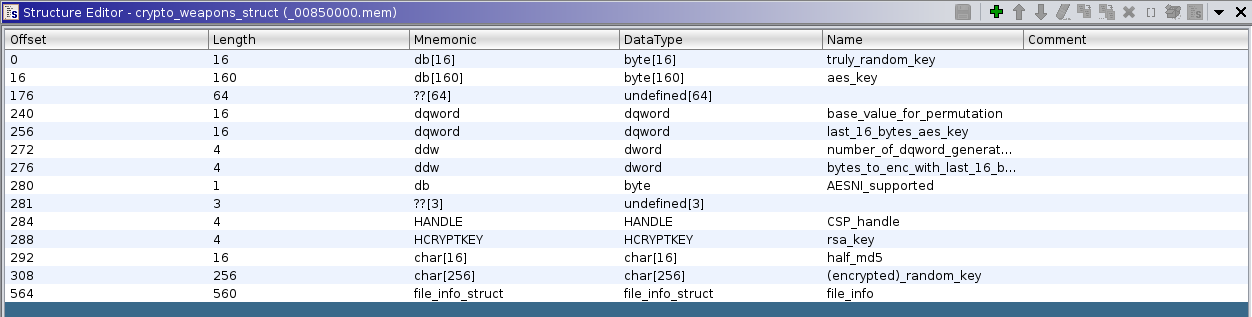 Structure Editor - crypto_weapons_struct (_00850000.mem)
Offset Length Mnemonic DataType Name Comment
0 16 db[16] byte[16] truly_random_key
16 160 db[160] byte[160] aes_key
176 64 ??[64] undefined[64]
240 16 dqword dqword base_value_for_permutation
256 16 dqword dqword last_16_bytes_aes_key
272 4 ddw dword number_of_dqword_generat...
276 4 ddw dword bytes_to_enc_with_last_16_b...
280 1 db byte AESNI_supported
281 3 ??[3] undefined[3]
284 4 HANDLE HANDLE CSP_handle
288 4 HCRYPTKEY HCRYPTKEY rsa_key
292 16 char[16] char[16] half_md5
308 256 char[256] char[256] (encrypted)_random_key
564 560 file_info_struct file_info_struct file_info